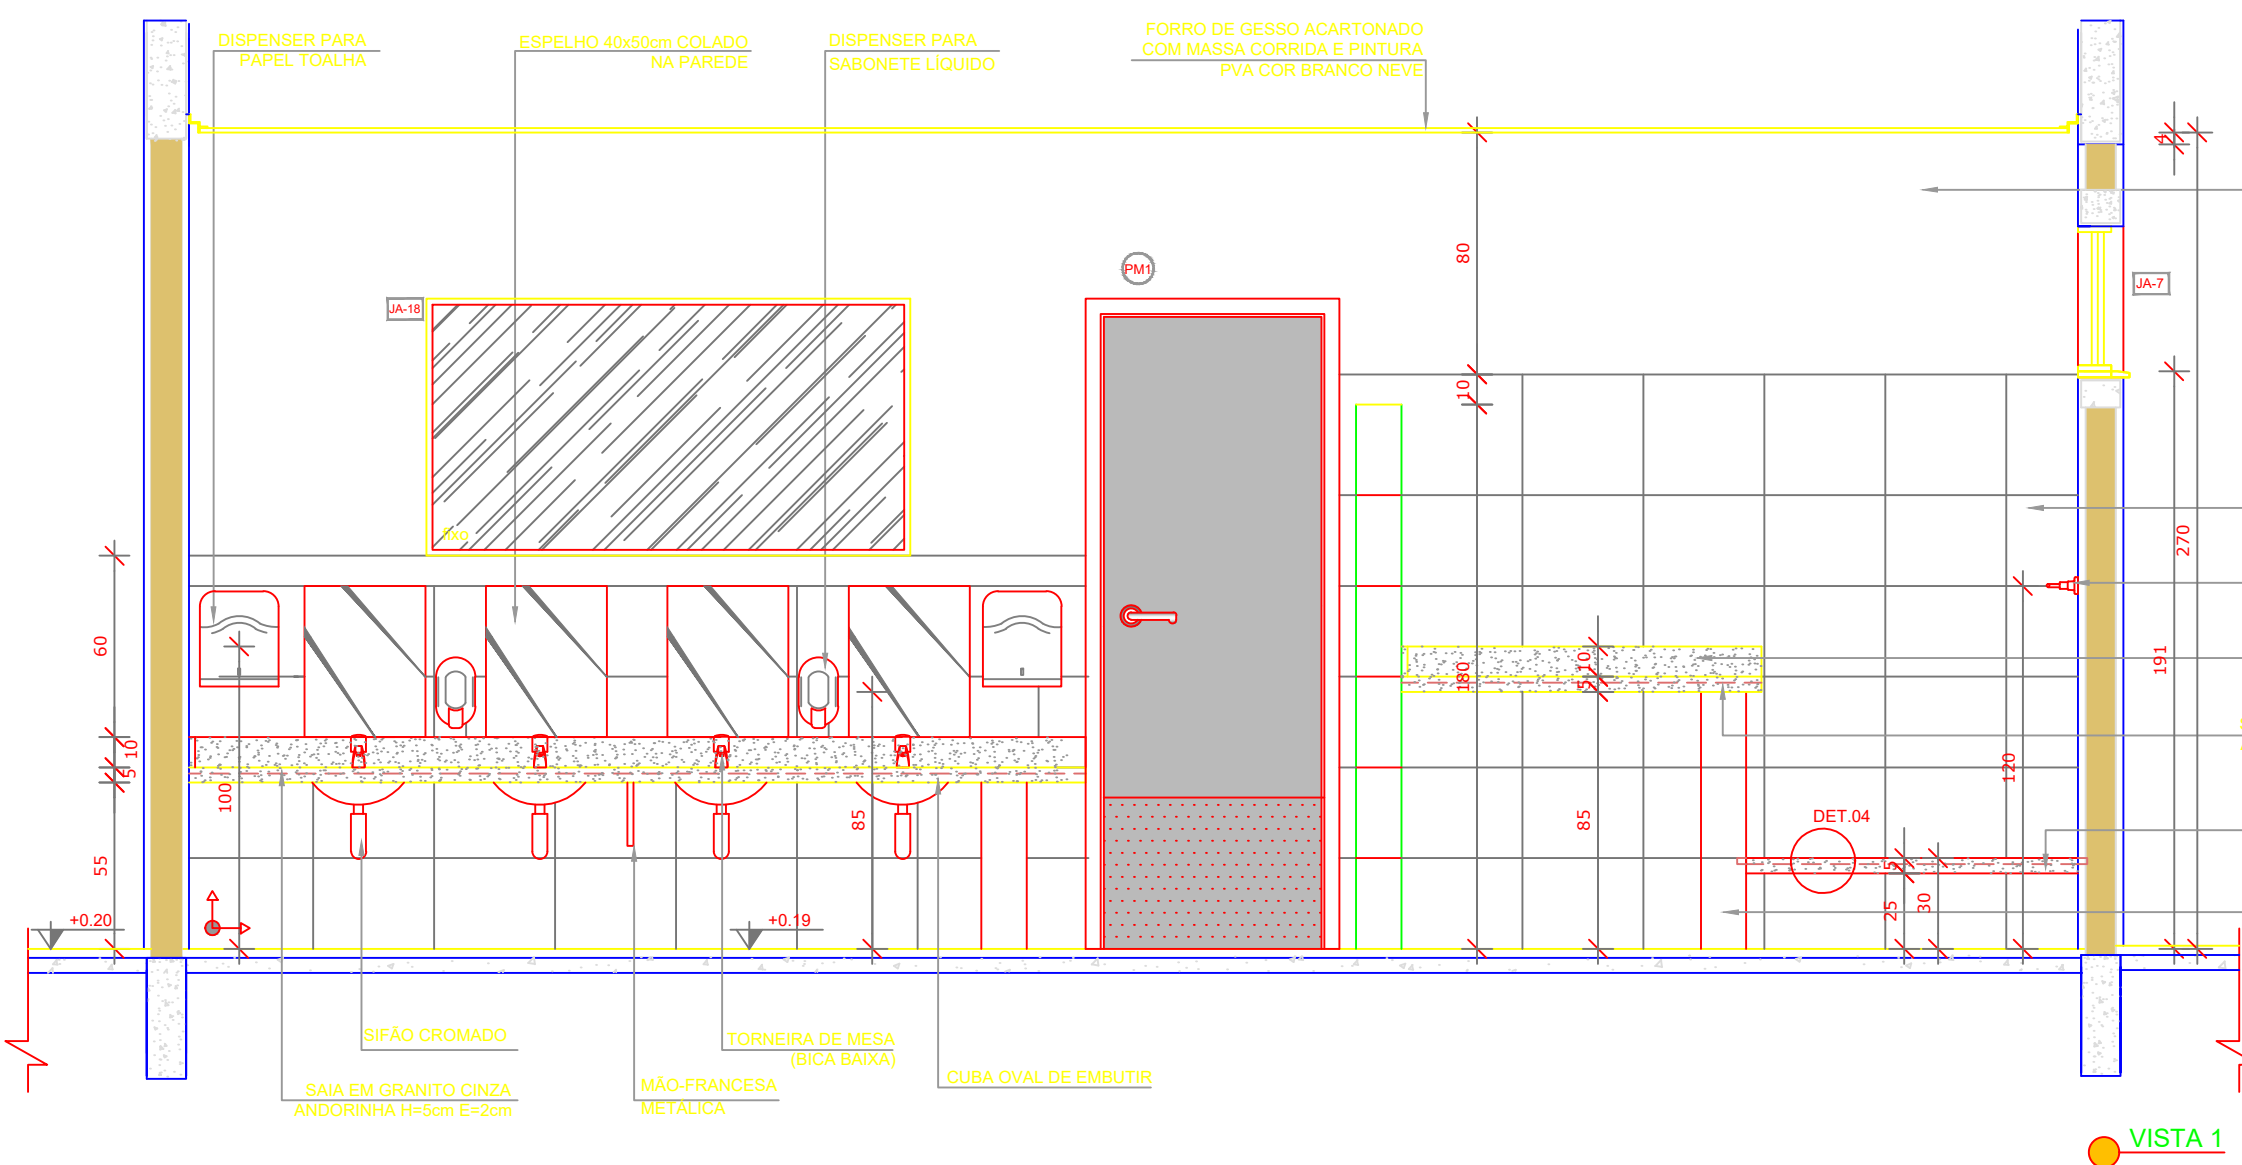 DISPENSER PARA
PAPEL TOALHA
ESPELHO 40x50cm COLADO
NA PAREDE
DISPENSER PARA
SABONETE LÍQUIDO
FORRO DE GESSO ACARTONADO
COM MASSA CORRIDA E PINTURA
PVA COR BRANCO NEVE
4
80
PM1
JA-7
JA-18
10
fixo
270
60
10
5
100
55
85
180
10
5
85
191
120
DET.04
5
25
30
+0.20
+0.19
SIFÃO CROMADO
TORNEIRA DE MESA
(BICA BAIXA)
SAIA EM GRANITO CINZA
ANDORINHA H=5cm E=2cm
MÃO-FRANCESA
METÁLICA
CUBA OVAL DE EMBUTIR
VISTA 1